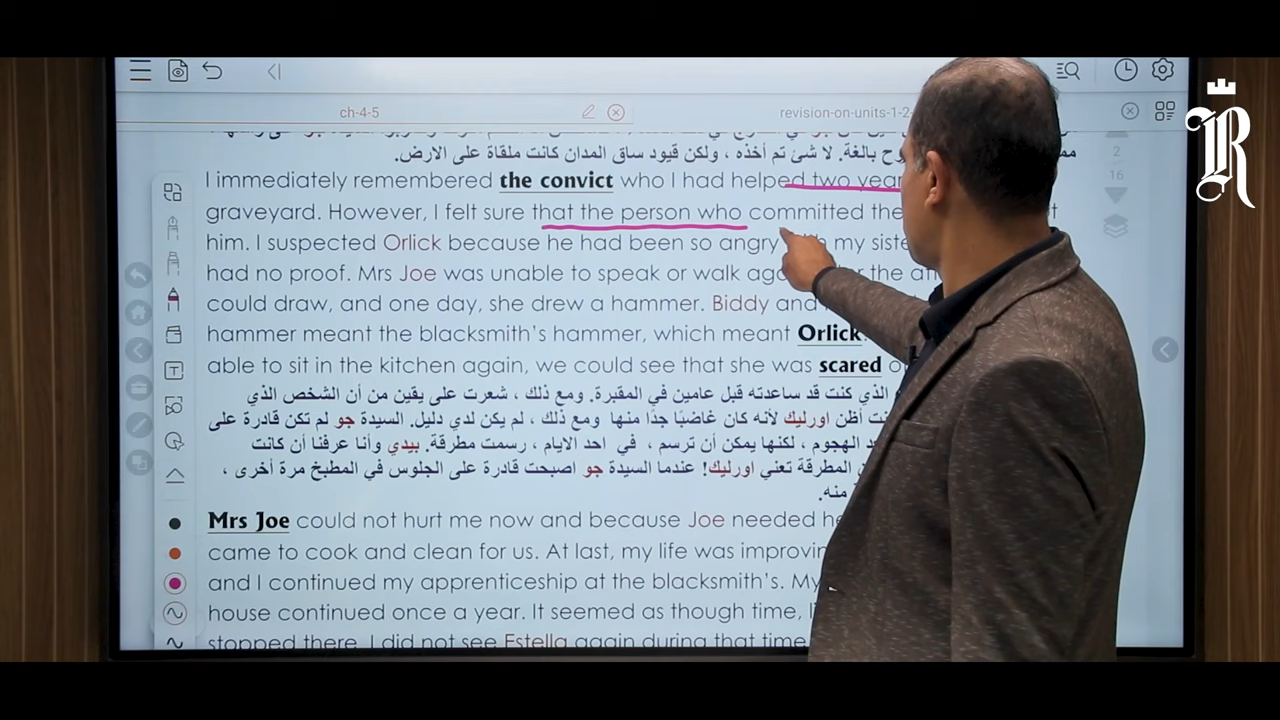 ch-4-5
revision-on-units-1-2
بالغة. لا شئ تم أخذه ، ولكن قيود ساق المدان كانت ملقاة على الارض.
I immediately remembered the convict who I had helped two
graveyard. However, I felt sure that the person who committed the
him. I suspected Orlick because he had been so angry with my
had no proof. Mrs Joe was unable to speak or walk the
could draw, and one day, she drew a hammer. Biddy and
hammer meant the blacksmith's hammer, which meant Orlick
able to sit in the kitchen again, we could see that she was scared
الذي كنت قد ساعدته قبل عامين في المقبرة. ومع ذلك ، شعرت على يقين من أن الشخص الذي
أظن اورليك لأنه كان غاضبًا جدًا منها ومع ذلك ، لم يكن لدي دليل. السيدة جو لم تكن قادرة على
الهجوم ، لكنها يمكن أن ترسم ، في احد الايام ، رسمت مطرقة. بيدي وأنا عرفنا أن كانت
المطرقة تعني اورليك! عندما السيدة جو اصبحت قادرة على الجلوس في المطبخ مرة أخرى ،
منه.
Mrs Joe could not hurt me now and because Joe needed
came to cook and clean for us. At last, my life was
and I continued my apprenticeship at the blacksmith's. My
house continued once a year. It seemed as though time,
stopped there. I did not see Estella again during that time
2
16
R